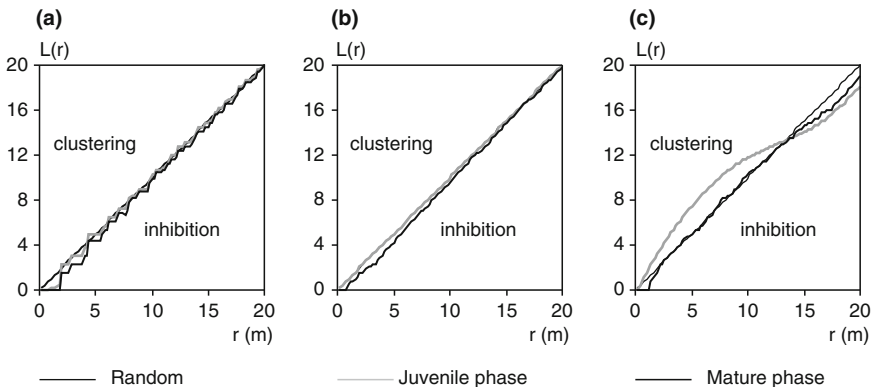 (a) (b) (c)
L(r) L(r) L(r)
20 20 20
16 16 16
clustering clustering clustering
12 12 12
8 8 8
inhibition inhibition inhibition
4 4 4
0 0 0
0 5 10 15 20 0 5 10 15 20 0 5 10 15 20
r (m) r (m) r (m)
Random Juvenile phase Mature phase